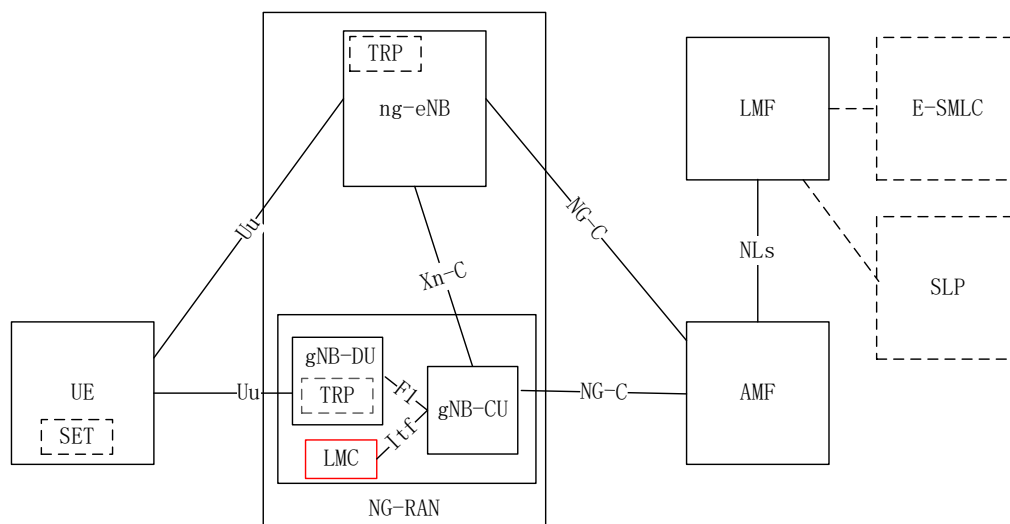 TRP
ng-eNB
LMF
E-SMLC
Uu
NG-C
NLs
Xn-C
SLP
UE
SET
Uu
gNB-DU
TRP
F1
Itf
LMC
gNB-CU
NG-C
AMF
NG-RAN